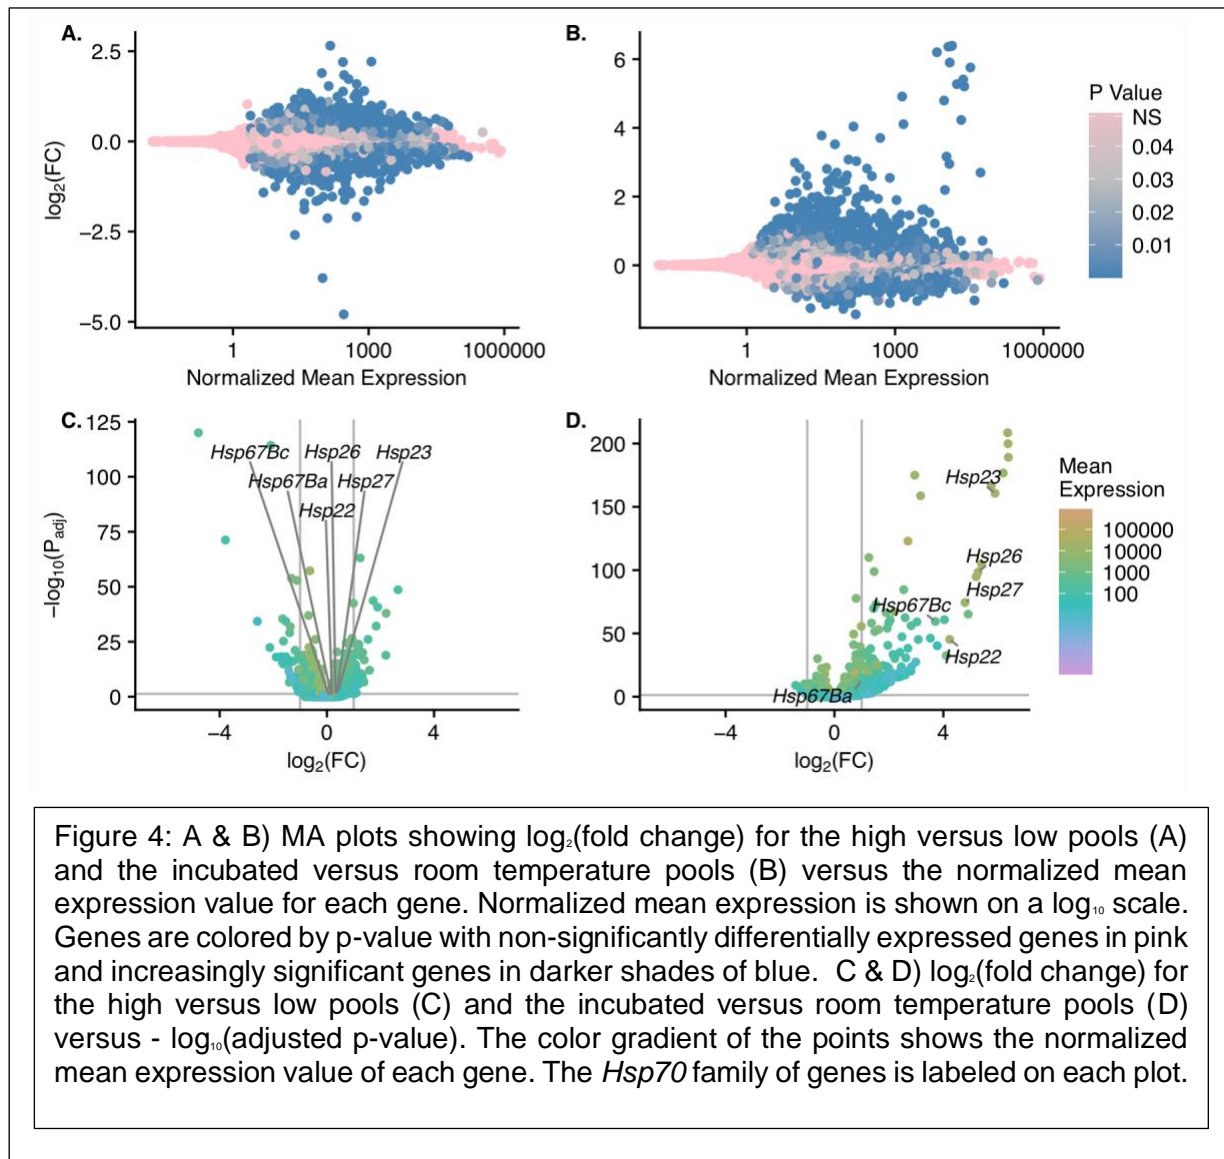 A.
2.5
0.0
−2.5
−5.0
log₂(FC)
1 1000 1000000
Normalized Mean Expression
B.
6
4
2
0
1 1000 1000000
Normalized Mean Expression
P Value
NS
0.04
0.03
0.02
0.01
C.
125
100
75
50
25
0
−log₁₀(Pₐdⱼ)
Hsp67Bc Hsp26 Hsp23
Hsp67Ba Hsp27
Hsp22
−4 0 4
log₂(FC)
D.
200
150
100
50
0
Hsp23
Hsp26
Hsp27
Hsp67Bc
Hsp22
Hsp67Ba
−4 0 4
log₂(FC)
Mean
Expression
100000
10000
1000
100
Figure 4: A & B) MA plots showing log₂(fold change) for the high versus low pools (A)
and the incubated versus room temperature pools (B) versus the normalized mean
expression value for each gene. Normalized mean expression is shown on a log₁₀ scale.
Genes are colored by p-value with non-significantly differentially expressed genes in pink
and increasingly significant genes in darker shades of blue. C & D) log₂(fold change) for
the high versus low pools (C) and the incubated versus room temperature pools (D)
versus - log₁₀(adjusted p-value). The color gradient of the points shows the normalized
mean expression value of each gene. The Hsp70 family of genes is labeled on each plot.